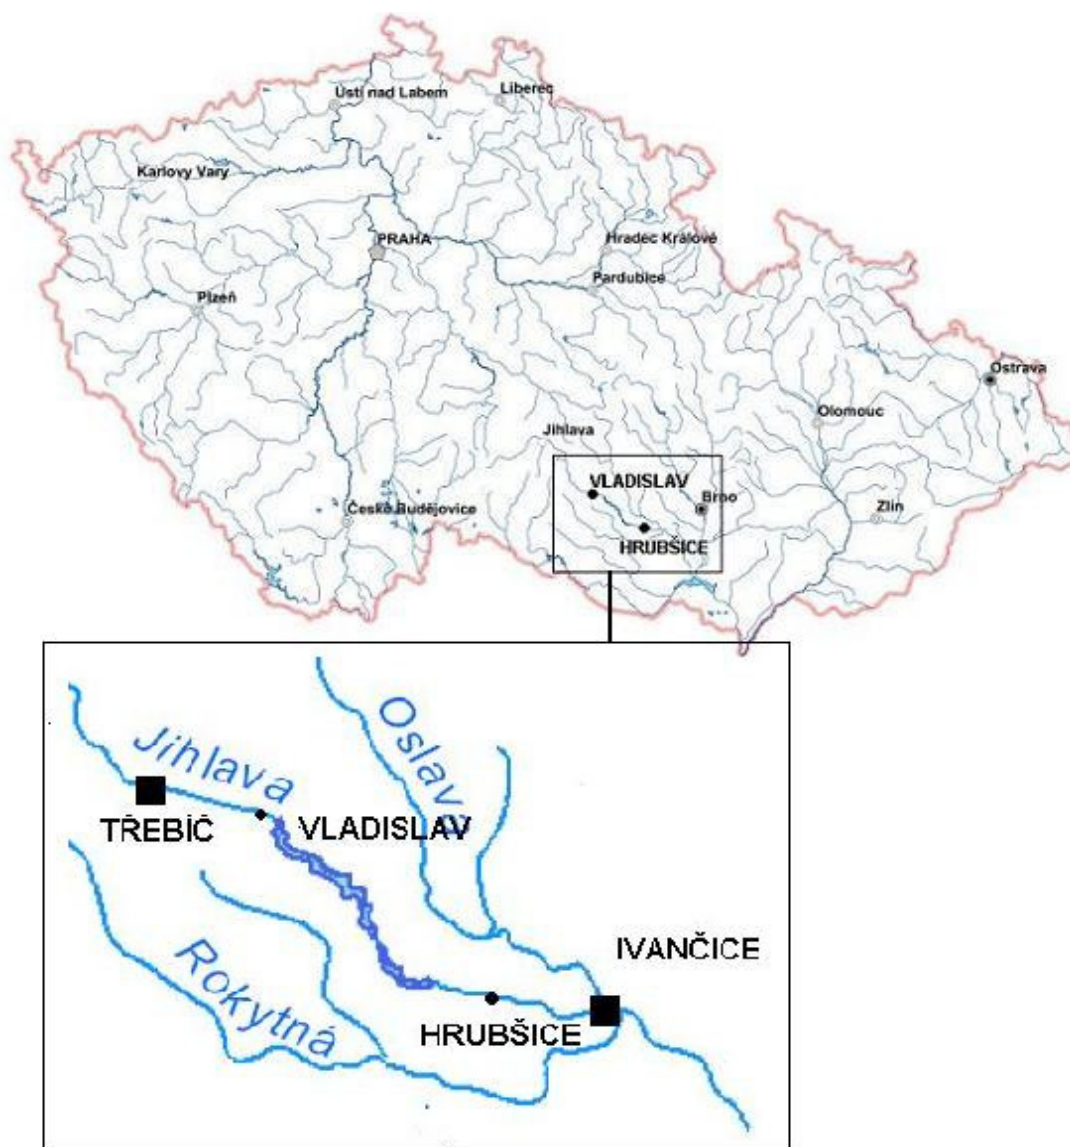 Ústí nad Labem
Liberec
Karlovy Vary
PRAHA
Hradec Králové
Pardubice
Plzeň
Ostrava
Olomouc
Jihlava
VLADISLAV
Brno
Zlín
České Budějovice
HRUBŠICE
Jihlava
Oslava
TŘEBÍČ
VLADISLAV
IVANČICE
Rokytná
HRUBŠICE